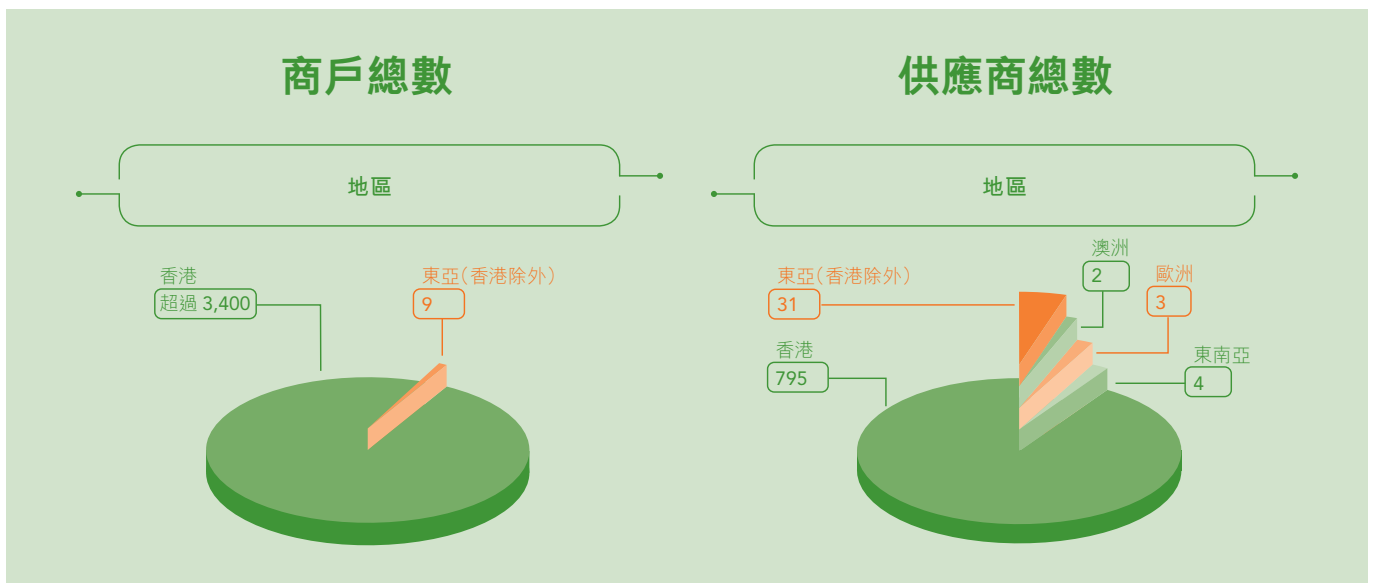 商戶總數
地區
香港
超過 3,400
東亞（香港除外）
9
供應商總數
地區
澳洲
2
東亞（香港除外）
31
歐洲
3
香港
795
東南亞
4